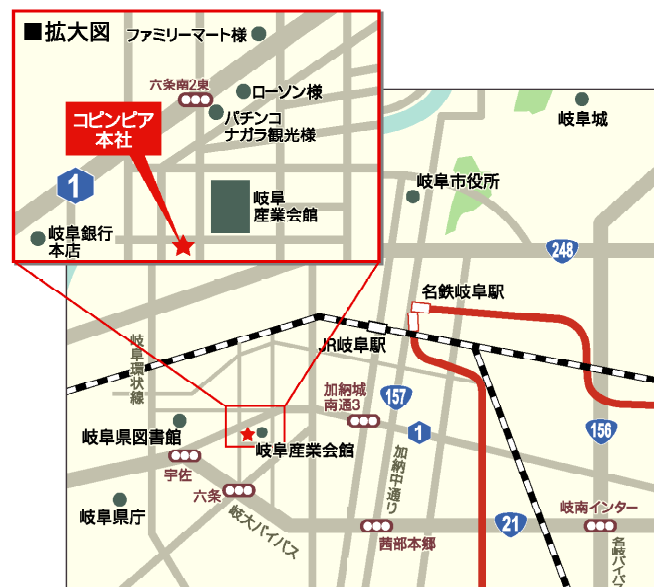 ■拡大図
ファミリーマート様
六条南2東
ローソン様
コピンピア
本社
パチンコ
ナガラ観光様
1
岐阜
産業会館
岐阜銀行
本店
岐阜城
岐阜市役所
248
名鉄岐阜駅
JR岐阜駅
岐阜環状線
加納城
南通3
157
1
156
岐阜県図書館
岐阜産業会館
宇佐
加納中通り
六条
岐阜県庁
岐大バイパス
茜部本郷
21
岐南インター
名岐バイパ